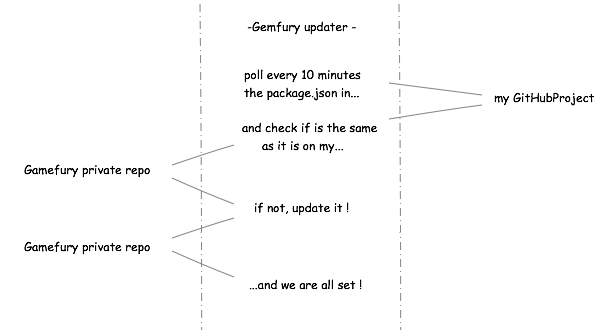 -Gemfury updater -
poll every 10 minutes
the package.json in...
my GitHubProject
and check if is the same
as it is on my...
Gamefury private repo
if not, update it !
Gamefury private repo
...and we are all set !